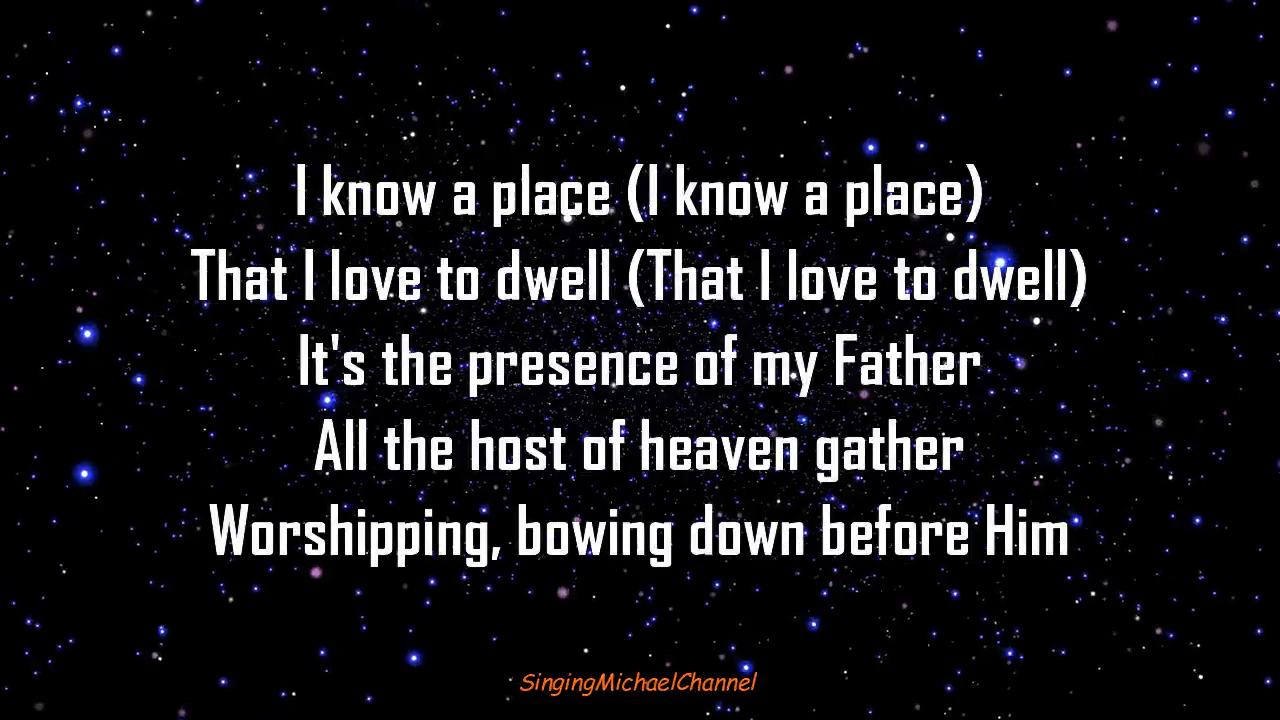 I know a place (I know a place)
That I love to dwell (That I love to dwell)
It's the presence of my Father
All the host of heaven gather
Worshipping, bowing down before Him
SingingMichaelChannel